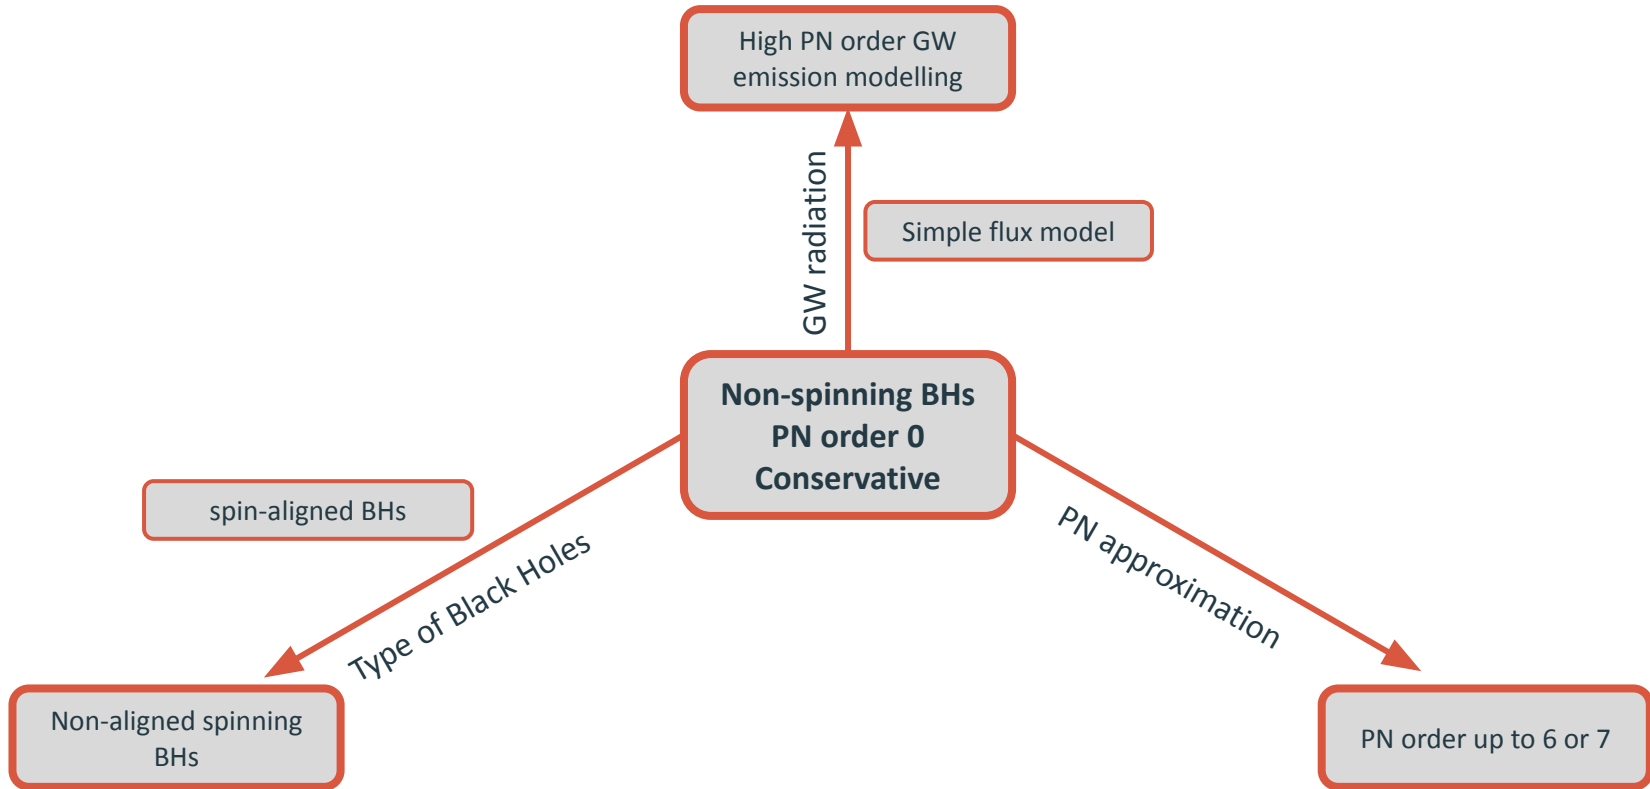 High PN order GW
emission modelling
GW radiation
Simple flux model
Non-spinning BHs
PN order 0
Conservative
spin-aligned BHs
Type of Black Holes
PN approximation
Non-aligned spinning
BHs
PN order up to 6 or 7